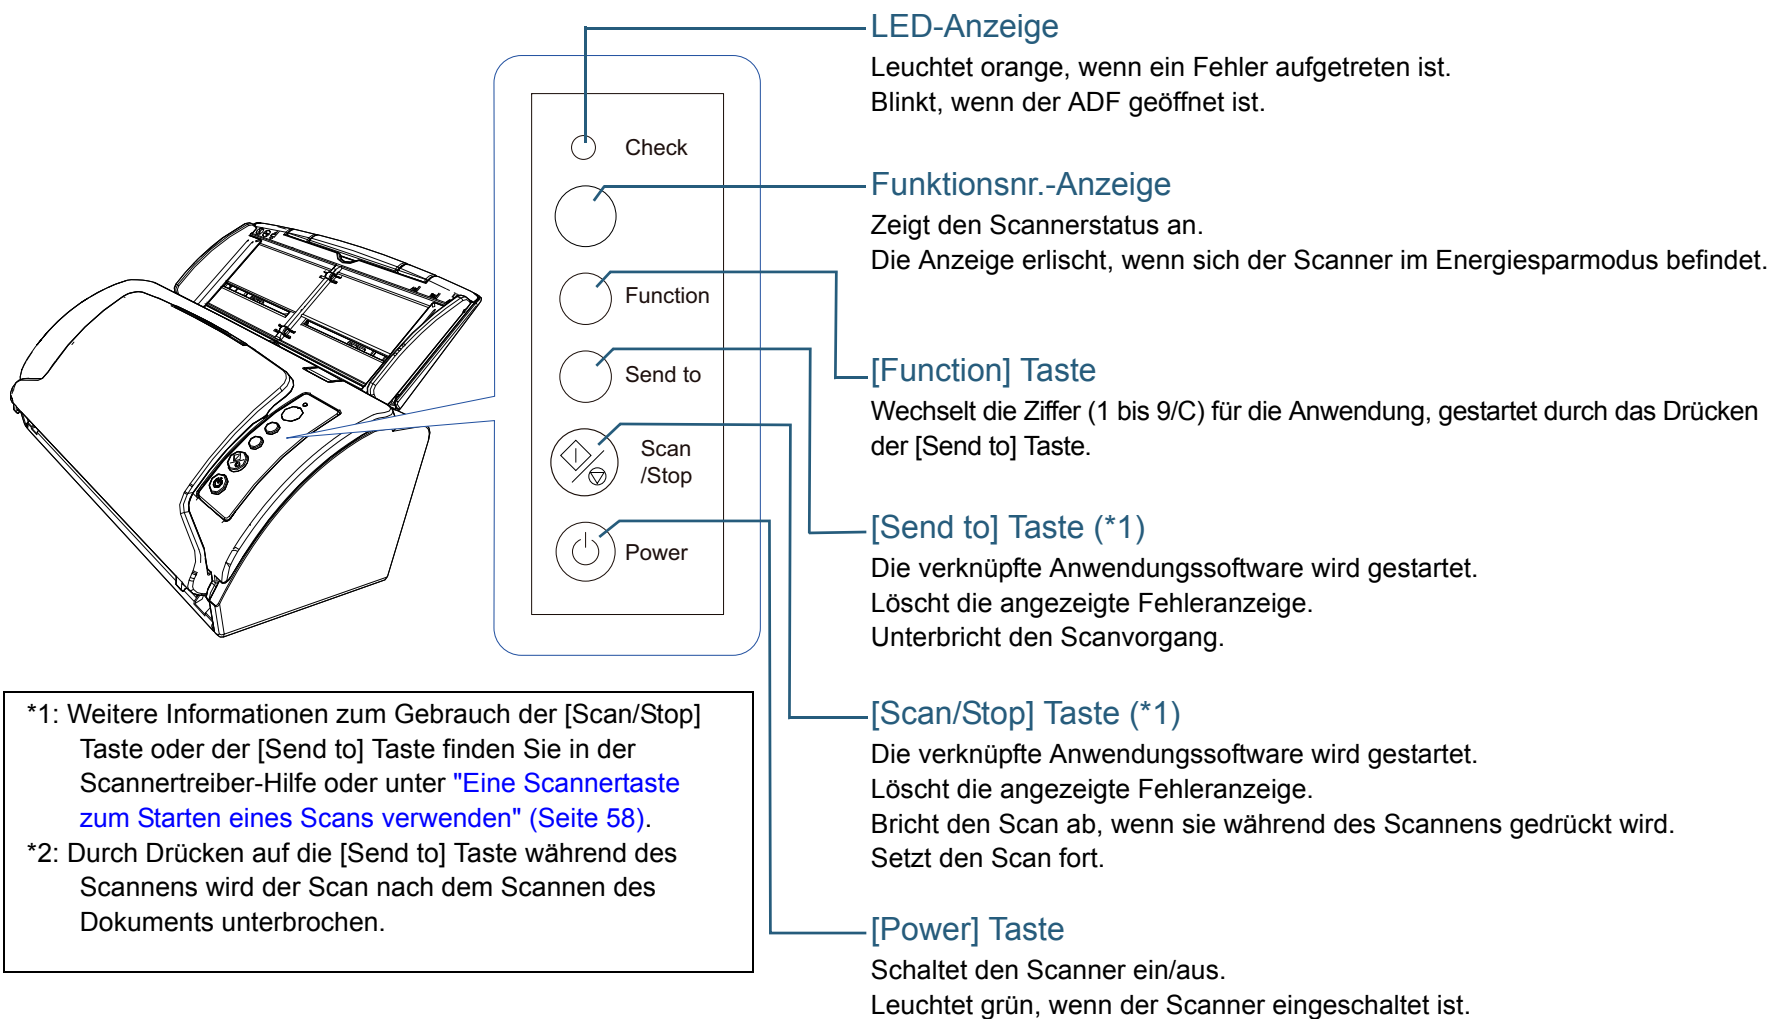 LED-Anzeige
Leuchtet orange, wenn ein Fehler aufgetreten ist.
Blinkt, wenn der ADF geöffnet ist.
Check
Funktionsnr.-Anzeige
Zeigt den Scannerstatus an.
Die Anzeige erlischt, wenn sich der Scanner im Energiesparmodus befindet.
Function
[Function] Taste
Wechselt die Ziffer (1 bis 9/C) für die Anwendung, gestartet durch das Drücken
der [Send to] Taste.
Send to
Scan
/Stop
[Send to] Taste (*1)
Die verknüpfte Anwendungssoftware wird gestartet.
Löscht die angezeigte Fehleranzeige.
Unterbricht den Scanvorgang.
Power
[Scan/Stop] Taste (*1)
Die verknüpfte Anwendungssoftware wird gestartet.
Löscht die angezeigte Fehleranzeige.
Bricht den Scan ab, wenn sie während des Scannens gedrückt wird.
Setzt den Scan fort.
[Power] Taste
Schaltet den Scanner ein/aus.
Leuchtet grün, wenn der Scanner eingeschaltet ist.
*1: Weitere Informationen zum Gebrauch der [Scan/Stop]
Taste oder der [Send to] Taste finden Sie in der
Scannertreiber-Hilfe oder unter "Eine Scannertaste
zum Starten eines Scans verwenden" (Seite 58).
*2: Durch Drücken auf die [Send to] Taste während des
Scannens wird der Scan nach dem Scannen des
Dokuments unterbrochen.